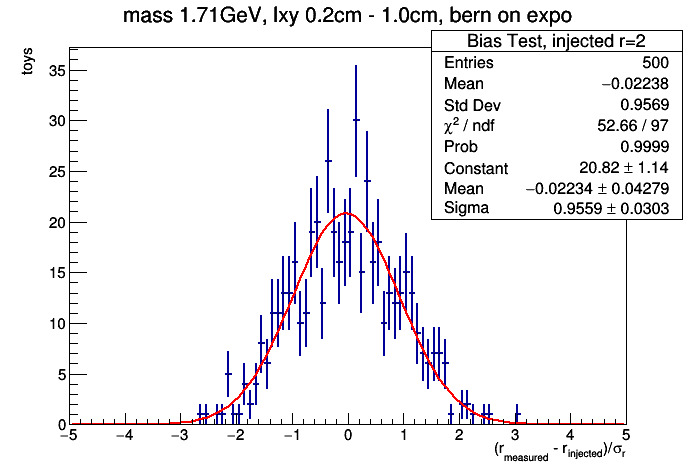 mass 1.71GeV, lxy 0.2cm - 1.0cm, bern on expo
toys
Bias Test, injected r=2
Entries 500
Mean −0.02238
Std Dev 0.9569
χ² / ndf 52.66 / 97
Prob 0.9999
Constant 20.82 ± 1.14
Mean −0.02234 ± 0.04279
Sigma 0.9559 ± 0.0303
35
30
25
20
15
10
5
0
−5 −4 −3 −2 −1 0 1 2 3 4 5
(r_measured - r_injected)/σ_r